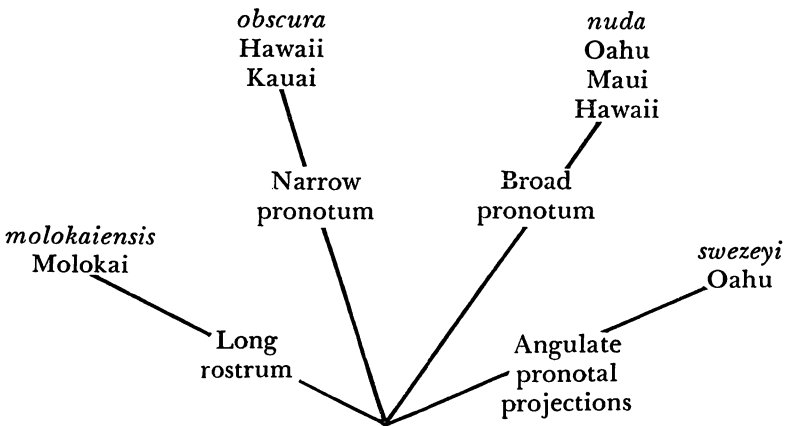 obscura
Hawaii
Kauai
nuda
Oahu
Maui
Hawaii
Narrow
pronotum
Broad
pronotum
molokaiensis
Molokai
swezeyi
Oahu
Long
rostrum
Angulate
pronotal
projections